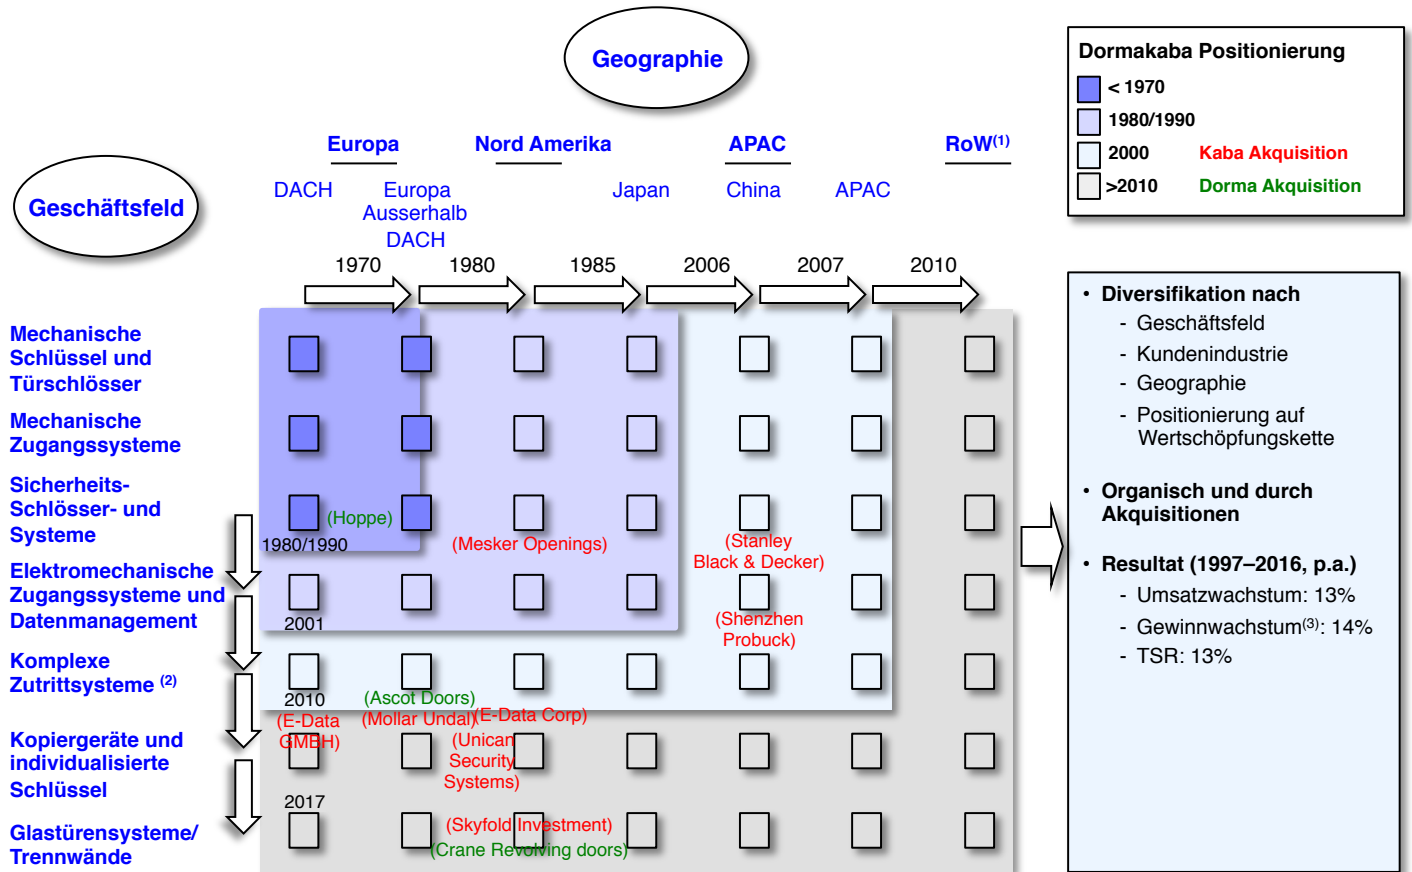 Geographie
Dormakaba Positionierung
< 1970
1980/1990
2000 Kaba Akquisition
>2010 Dorma Akquisition
Geschäftsfeld
Europa Nord Amerika APAC RoW(1)
DACH Europa Japan China APAC
Ausserhalb
DACH
1970 1980 1985 2006 2007 2010
Mechanische
Schlüssel und
Türschlösser
Mechanische
Zugangssysteme
Sicherheits-
Schlösser- und
Systeme
(Hoppe)
1980/1990
(Mesker Openings)
(Stanley
Black & Decker)
Elektromechanische
Zugangssysteme und
Datenmanagement
2001
(Shenzhen
Probuck)
Komplexe
Zutrittsysteme (2)
2010
(E-Data
GMBH)
(Ascot Doors)
(Mollar Undal)
(E-Data Corp)
(Unican
Security
Systems)
Kopiergeräte und
individualisierte
Schlüssel
2017
Glastürensysteme/
Trennwände
(Skyfold Investment)
(Crane Revolving doors)
• Diversifikation nach
- Geschäftsfeld
- Kundenindustrie
- Geographie
- Positionierung auf
Wertschöpfungskette
• Organisch und durch
Akquisitionen
• Resultat (1997–2016, p.a.)
- Umsatzwachstum: 13%
- Gewinnwachstum(3): 14%
- TSR: 13%